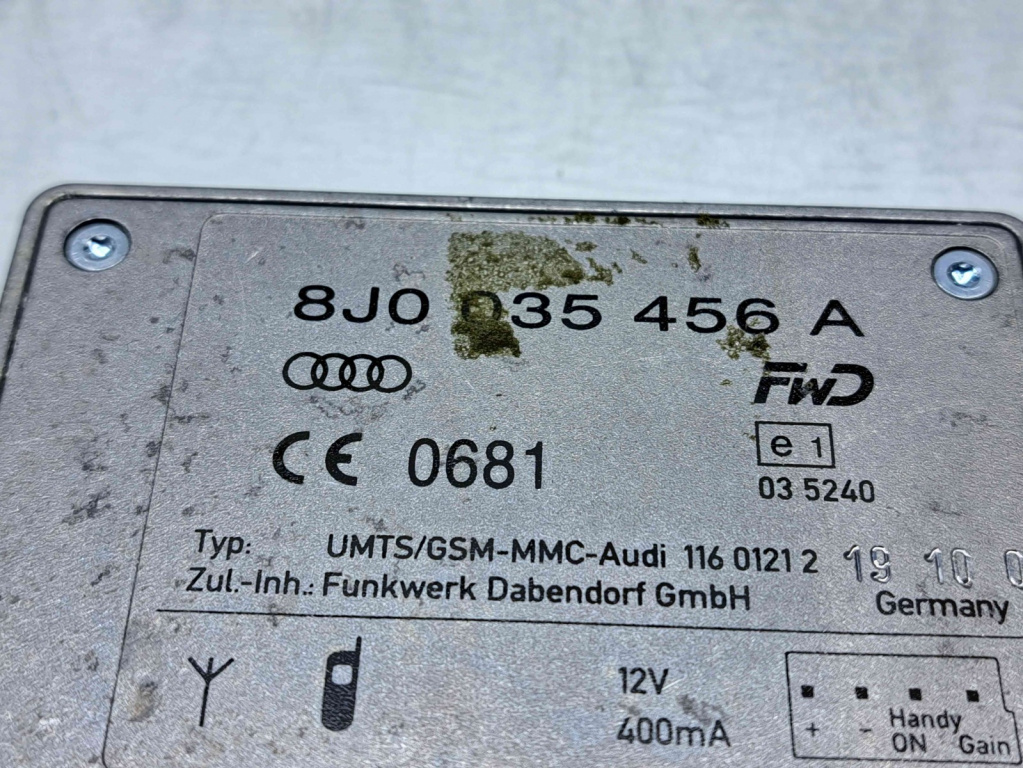 8J0 035 456 A
FWD
CE 0681
e 1
03 5240
Typ: UMTS/GSM-MMC-Audi 116 0121 2 19 10 0
Zul.-Inh.: Funkwerk Dabendorf GmbH Germany
12V
400mA
+ - Handy ON Gain